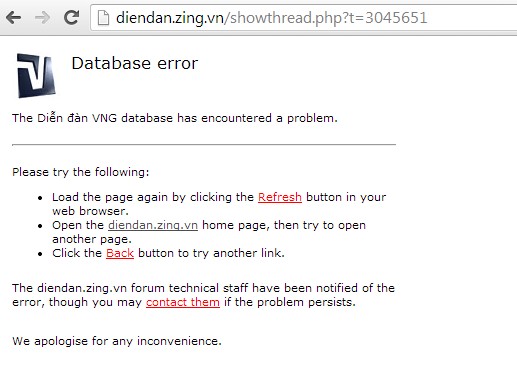 diendan.zing.vn/showthread.php?t=3045651
Database error
The Diễn đàn VNG database has encountered a problem.
Please try the following:
• Load the page again by clicking the Refresh button in your
web browser.
• Open the diendan.zing.vn home page, then try to open
another page.
• Click the Back button to try another link.
The diendan.zing.vn forum technical staff have been notified of the
error, though you may contact them if the problem persists.
We apologise for any inconvenience.